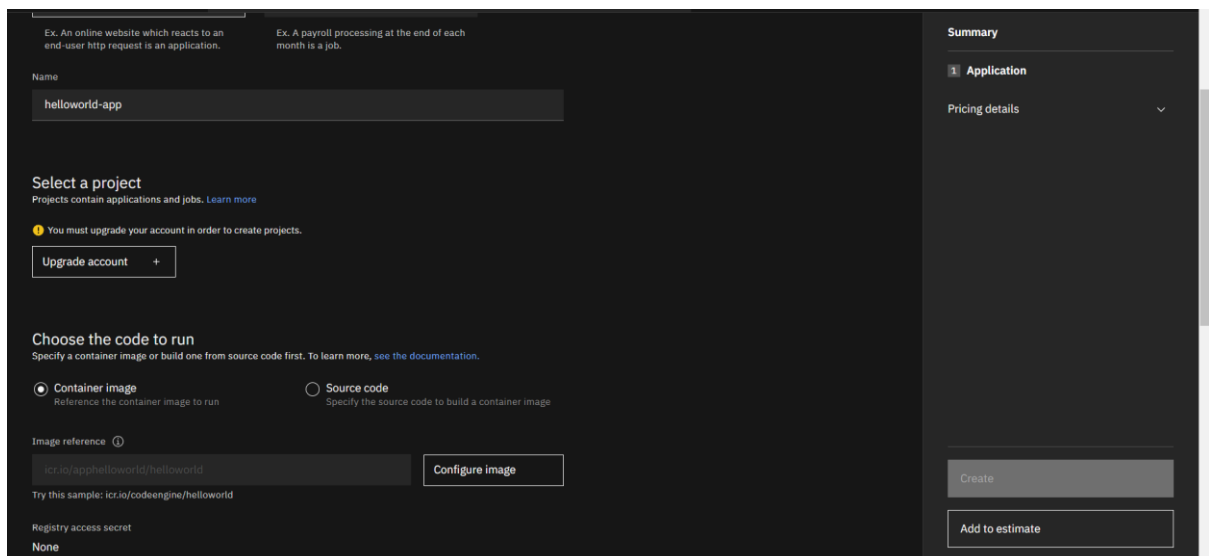 Ex. An online website which reacts to an
end-user http request is an application.
Ex. A payroll processing at the end of each
month is a job.
Name
helloworld-app
Select a project
Projects contain applications and jobs. Learn more
You must upgrade your account in order to create projects.
Upgrade account +
Choose the code to run
Specify a container image or build one from source code first. To learn more, see the documentation.
Container image
Reference the container image to run
Source code
Specify the source code to build a container image
Image reference
icr.io/apphelloworld/helloworld
Configure image
Try this sample: icr.io/codeengine/helloworld
Registry access secret
None
Summary
1 Application
Pricing details
Create
Add to estimate